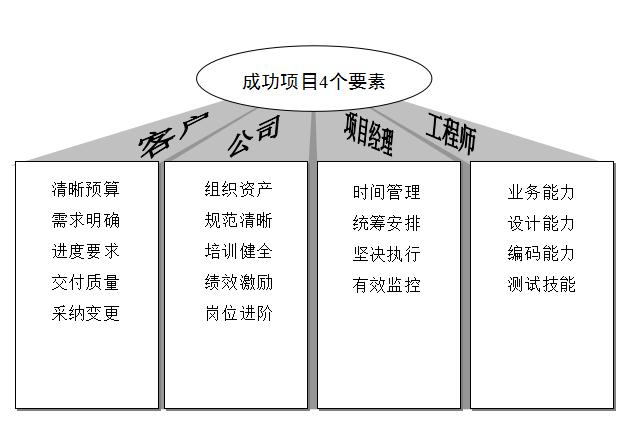 成功项目4个要素
客户
公司
项目经理
工程师
清晰预算
需求明确
进度要求
交付质量
采纳变更
组织资产
规范清晰
培训健全
绩效激励
岗位进阶
时间管理
统筹安排
坚决执行
有效监控
业务能力
设计能力
编码能力
测试技能